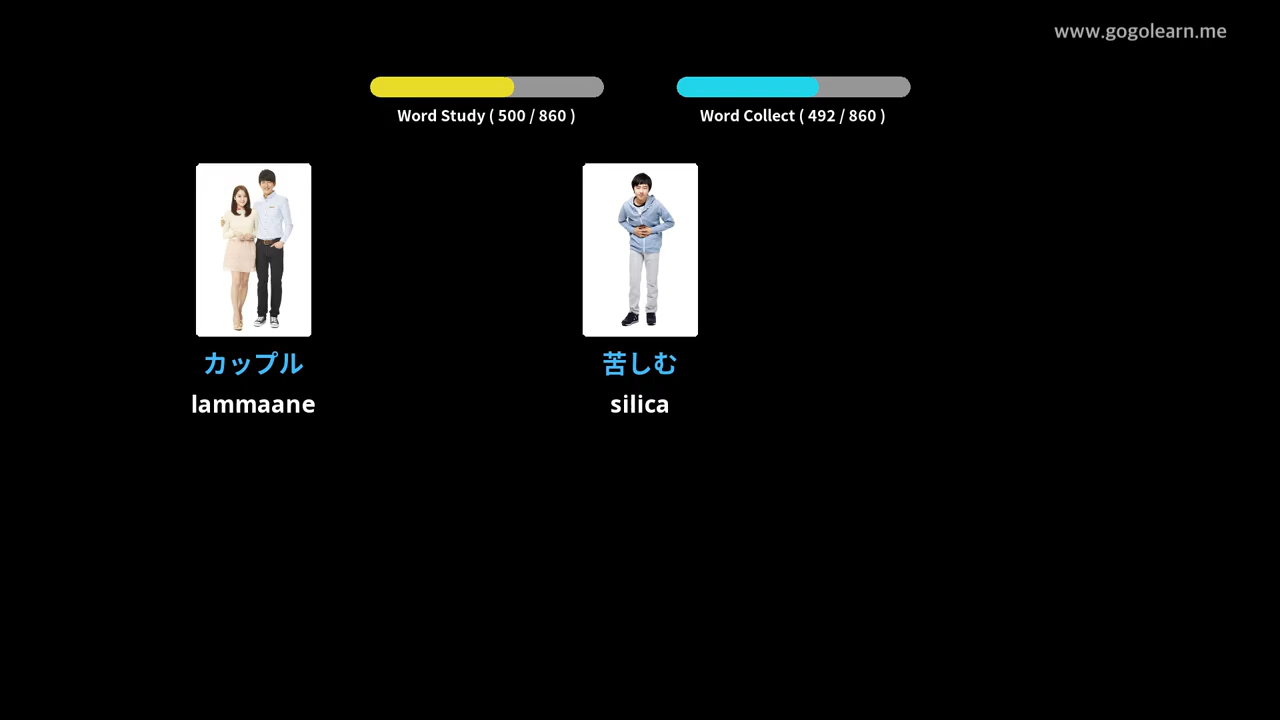 www.gogolearn.me
Word Study ( 500 / 860 )
Word Collect ( 492 / 860 )
カップル
lammaane
苦しむ
silica